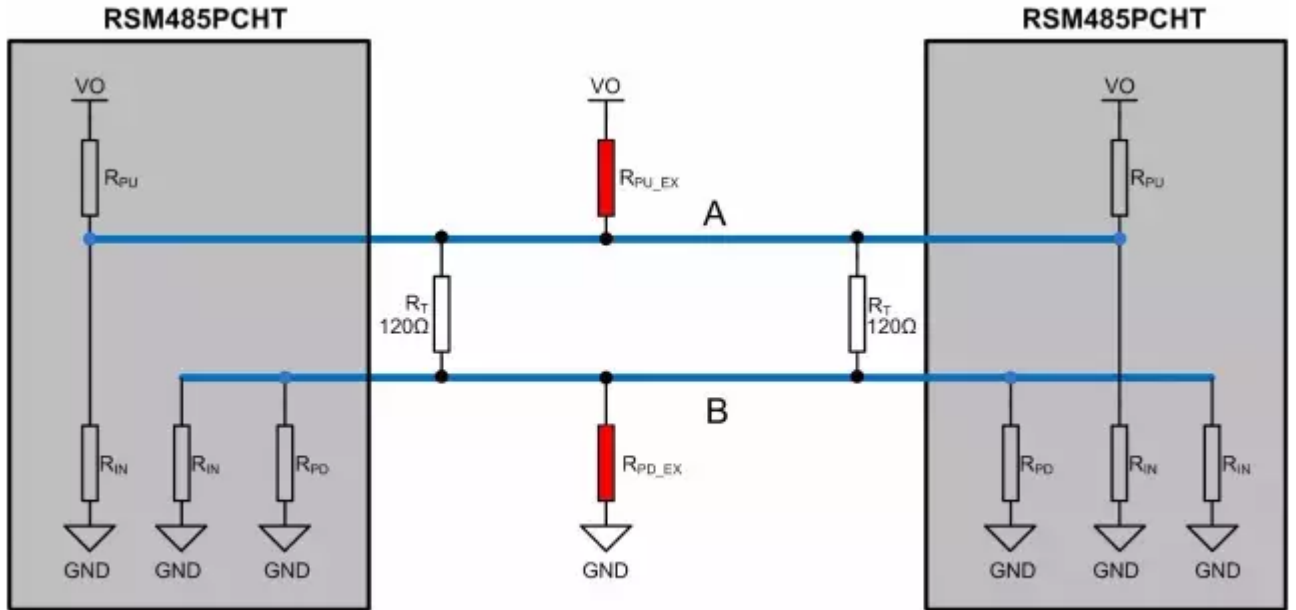 RSM485PCHT RSM485PCHT
VO VO VO
RPU RPU_EX RPU
A
RT RT
120Ω 120Ω
B
RIN RIN RPD RPD_EX RPD RIN RIN
GND GND GND GND GND GND GND